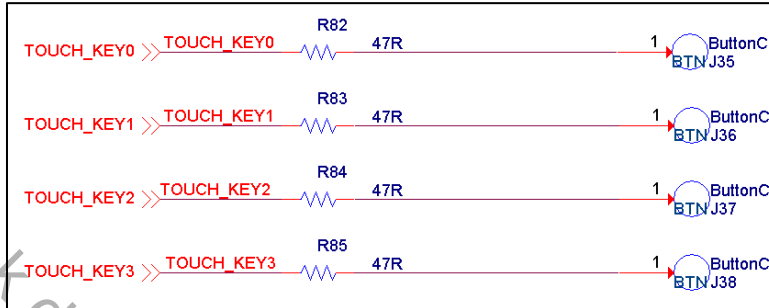 R82
TOUCH_KEY0 TOUCH_KEY0 47R 1 ButtonC
BTN J35
R83
TOUCH_KEY1 TOUCH_KEY1 47R 1 ButtonC
BTN J36
R84
TOUCH_KEY2 TOUCH_KEY2 47R 1 ButtonC
BTN J37
R85
TOUCH_KEY3 TOUCH_KEY3 47R 1 ButtonC
BTN J38